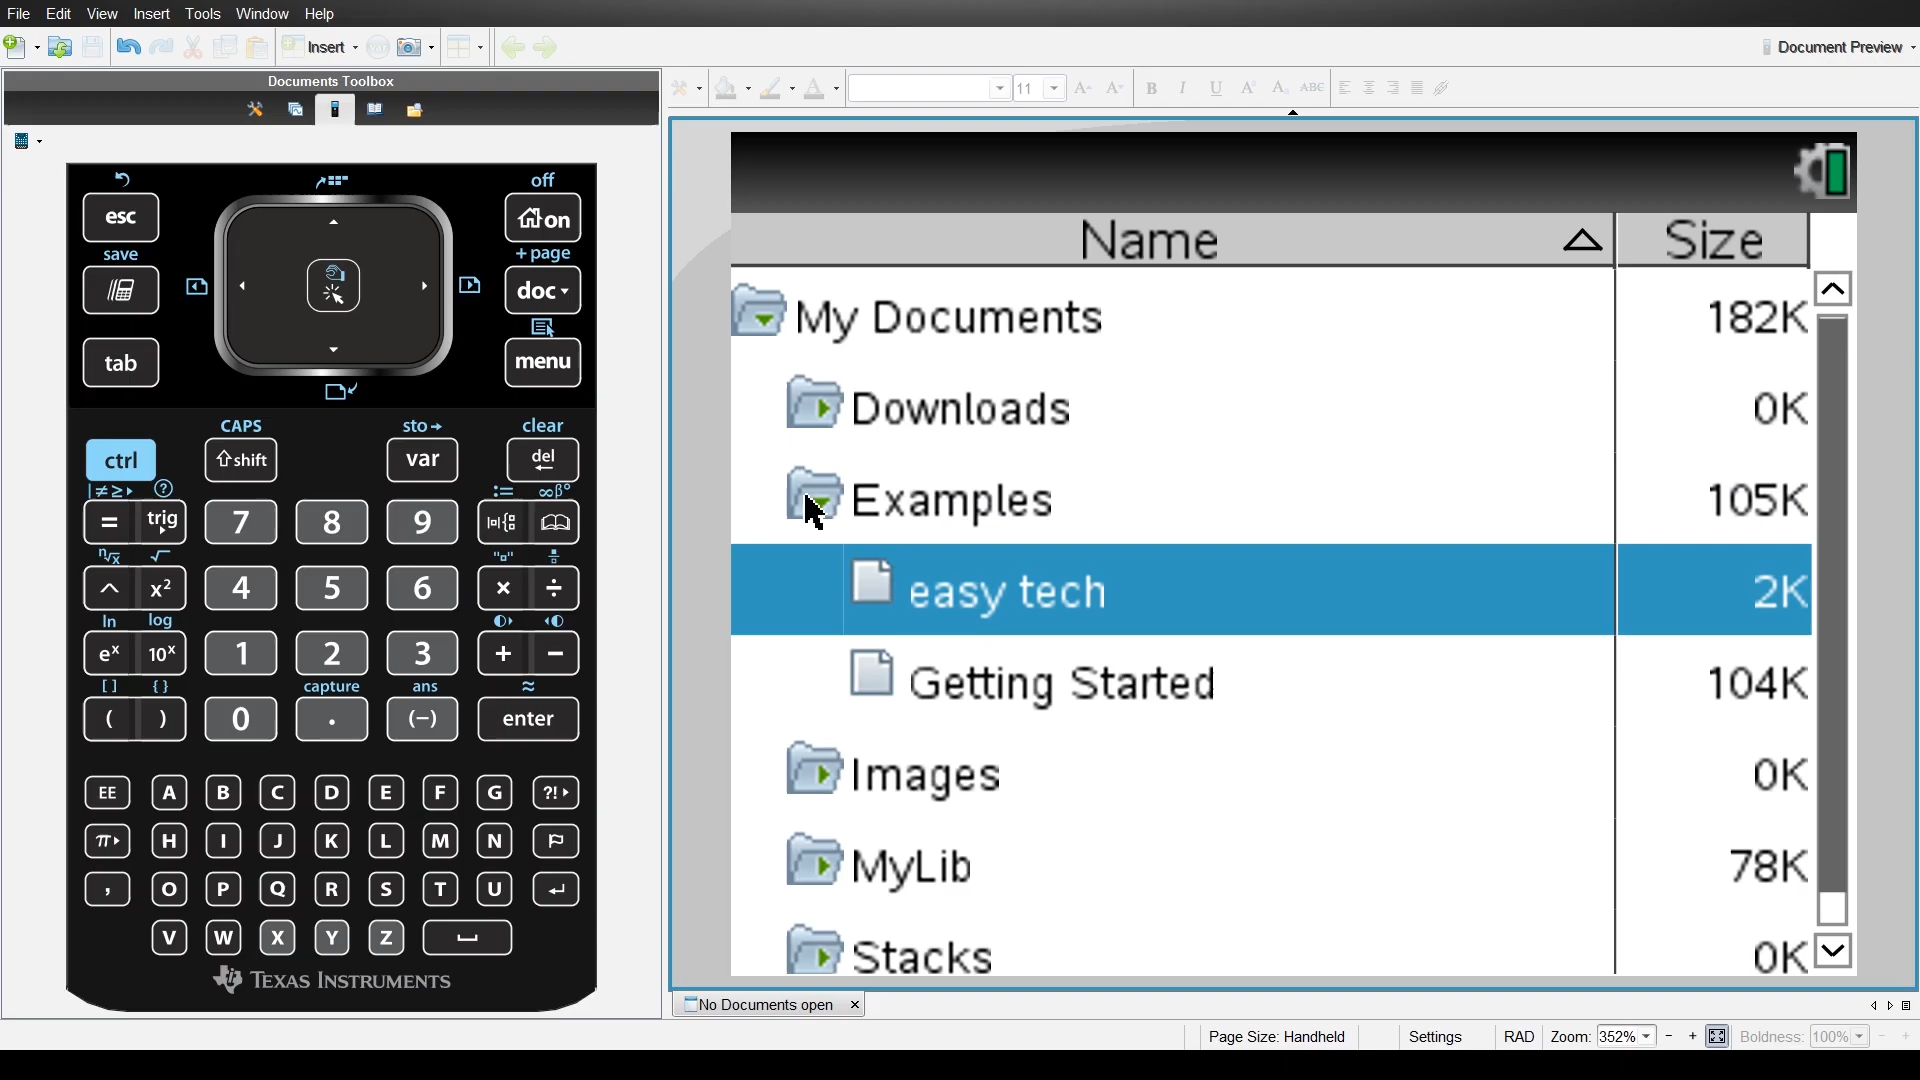 File Edit View Insert Tools Window Help
Insert
Document Preview
Documents Toolbox
11
B I U A A ABC
off
esc
on
save
+ page
doc
tab
menu
CAPS
sto
clear
ctrl
shift
var
del
= trig 7 8 9
ⁿ√x √
^ x² 4 5 6 × ÷
ln log
eˣ 10ˣ 1 2 3 + −
[ ] { } capture ans ≈
( ) 0 . (−) enter
EE A B C D E F G ?!
π H I J K L M N
, O P Q R S T U
V W X Y Z
TEXAS INSTRUMENTS
Name Size
My Documents 182K
Downloads 0K
Examples 105K
easy tech 2K
Getting Started 104K
Images 0K
MyLib 78K
Stacks 0K
No Documents open
Page Size: Handheld Settings RAD Zoom: 352% − + Boldness: 100% − +